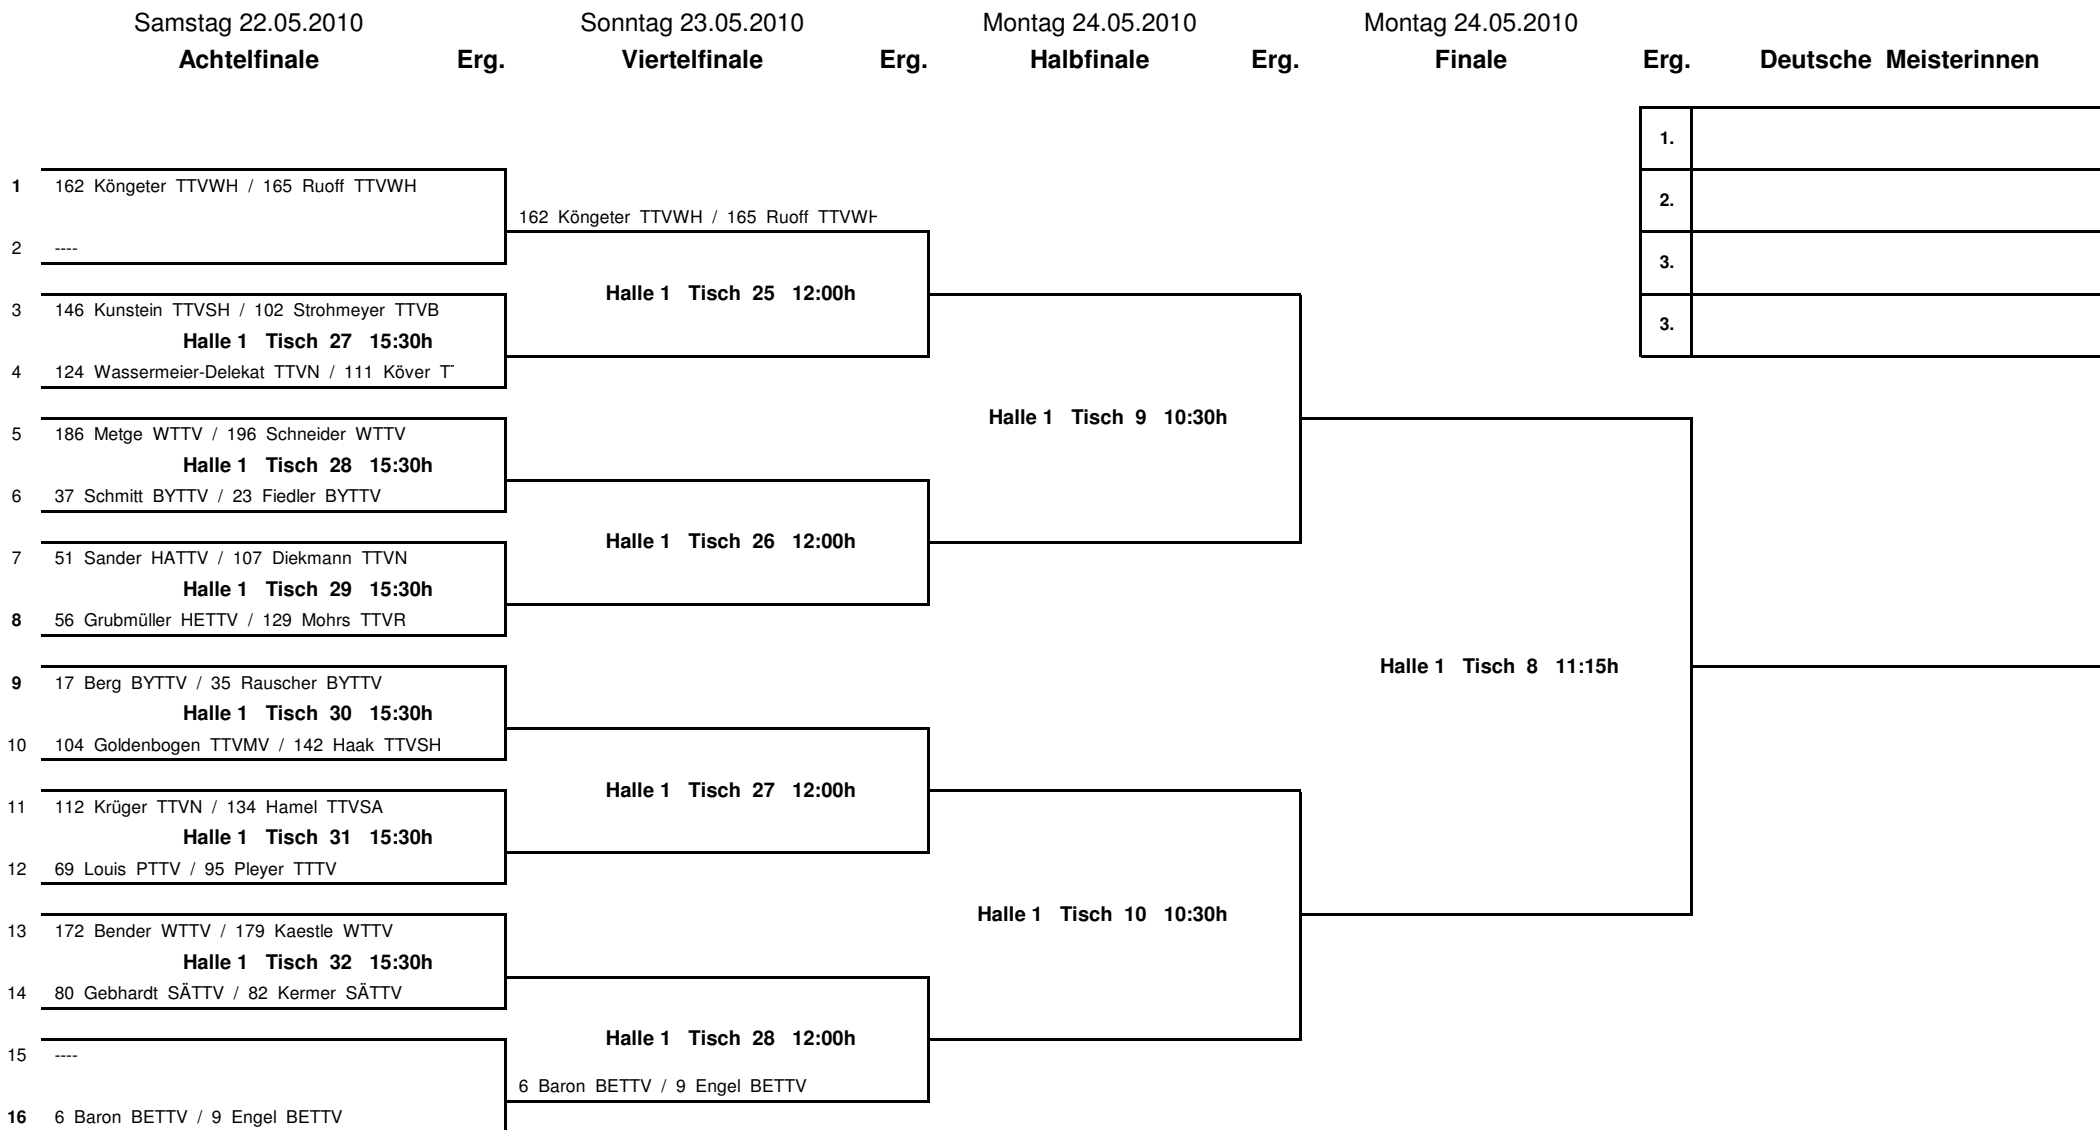 Samstag 22.05.2010 Sonntag 23.05.2010 Montag 24.05.2010 Montag 24.05.2010
Achtelfinale Erg. Viertelfinale Erg. Halbfinale Erg. Finale Erg. Deutsche Meisterinnen
1.
1 162 Köngeter TTVWH / 165 Ruoff TTVWH
2.
162 Köngeter TTVWH / 165 Ruoff TTVWH
2 ----
3.
Halle 1 Tisch 25 12:00h
3 146 Kunstein TTVSH / 102 Strohmeyer TTVB
3.
Halle 1 Tisch 27 15:30h
4 124 Wassermeier-Delekat TTVN / 111 Köver
Halle 1 Tisch 9 10:30h
5 186 Metge WTTV / 196 Schneider WTTV
Halle 1 Tisch 28 15:30h
6 37 Schmitt BYTTV / 23 Fiedler BYTTV
Halle 1 Tisch 26 12:00h
7 51 Sander HATTV / 107 Diekmann TTVN
Halle 1 Tisch 29 15:30h
8 56 Grubmüller HETTV / 129 Mohrs TTVR
Halle 1 Tisch 8 11:15h
9 17 Berg BYTTV / 35 Rauscher BYTTV
Halle 1 Tisch 30 15:30h
10 104 Goldenbogen TTVMV / 142 Haak TTVSH
Halle 1 Tisch 27 12:00h
11 112 Krüger TTVN / 134 Hamel TTVSA
Halle 1 Tisch 31 15:30h
12 69 Louis PTTV / 95 Pleyer TTTV
Halle 1 Tisch 10 10:30h
13 172 Bender WTTV / 179 Kaestle WTTV
Halle 1 Tisch 32 15:30h
14 80 Gebhardt SÄTTV / 82 Kermer SÄTTV
Halle 1 Tisch 28 12:00h
15 ----
6 Baron BETTV / 9 Engel BETTV
16 6 Baron BETTV / 9 Engel BETTV